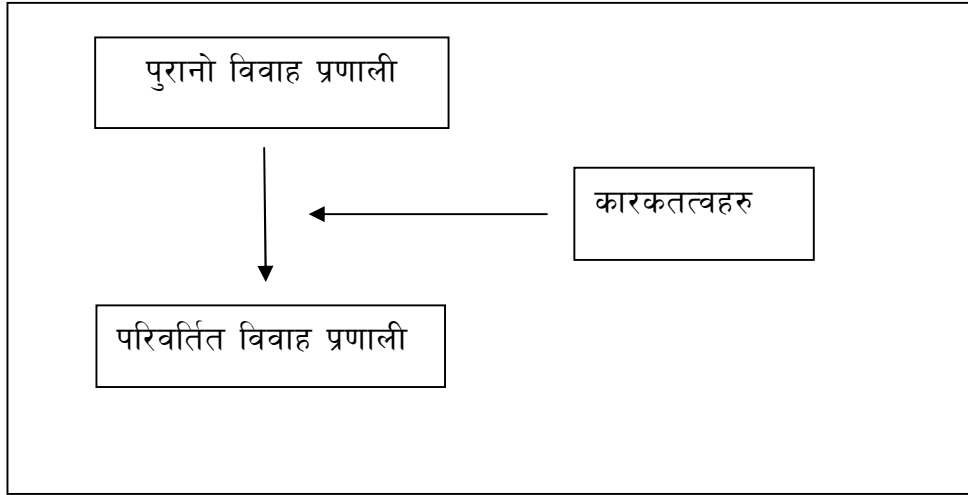 पुरानो विवाह प्रणाली
कारकतत्वहरु
परिवर्तित विवाह प्रणाली